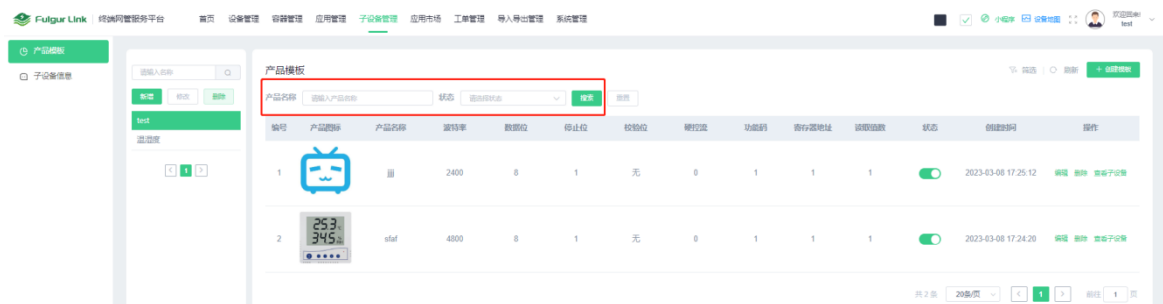 Fulgur Link 终端网管服务平台 首页 设备管理 容器管理 应用管理 子设备管理 应用市场 工单管理 导入导出管理 系统管理 小程序 设备地图 欢迎回来! test
产品模板
子设备信息
请输入名称
新增 修改 删除
test
温湿度
1
产品模板 筛选 刷新 + 创建模板
产品名称 请输入产品名称 状态 请选择状态 搜索 重置
编号 产品图标 产品名称 波特率 数据位 停止位 校验位 硬控流 功能码 寄存器地址 读取值数 状态 创建时间 操作
1 jjj 2400 8 1 无 0 1 1 1 2023-03-08 17:25:12 编辑 删除 查看子设备
2 25.3 34.5 sfaf 4800 8 1 无 0 1 1 1 2023-03-08 17:24:20 编辑 删除 查看子设备
共 2 条 20条/页 1 前往 1 页